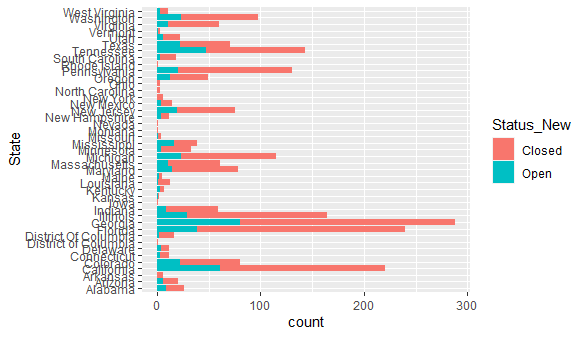 West Virginia
Washington
Virginia
Vermont
Utah
Texas
Tennessee
South Carolina
Rhode Island
Pennsylvania
Oregon
Ohio
North Carolina
New York
New Mexico
New Jersey
New Hampshire
Nevada
Montana
Missouri
Mississippi
Minnesota
Michigan
Massachusetts
Maryland
Maine
Louisiana
Kentucky
Kansas
Iowa
Indiana
Illinois
Georgia
Florida
District Of Columbia
District of Columbia
Delaware
Connecticut
Colorado
California
Arkansas
Arizona
Alabama
State
0 100 200 300
count
Status_New
Closed
Open